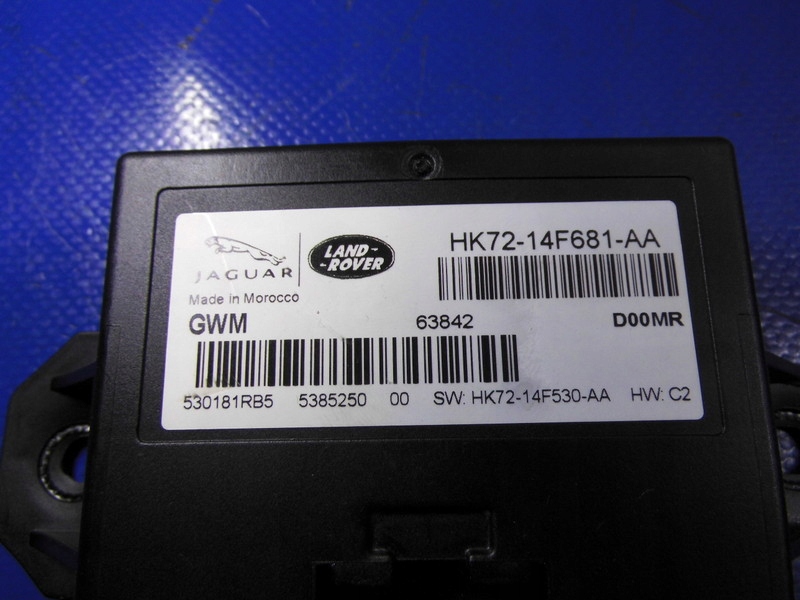 JAGUAR
LAND-
-ROVER
HK72-14F681-AA
Made in Morocco
GWM 63842 D00MR
530181RB5 5385250 00 SW: HK72-14F530-AA HW: C2